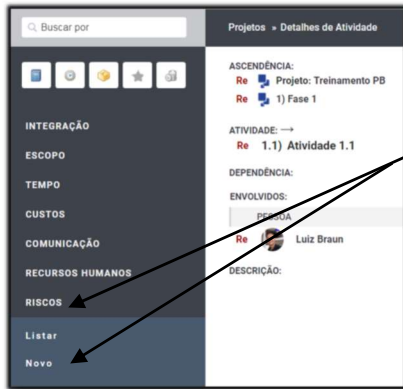 Buscar por
Projetos » Detalhes de Atividade
ASCENDÊNCIA:
Re Projeto: Treinamento PB
Re 1) Fase 1
ATIVIDADE: →
Re 1.1) Atividade 1.1
DEPENDÊNCIA:
ENVOLVIDOS:
PESSOA
Re Luiz Braun
DESCRIÇÃO:
INTEGRAÇÃO
ESCOPO
TEMPO
CUSTOS
COMUNICAÇÃO
RECURSOS HUMANOS
RISCOS
Listar
Novo